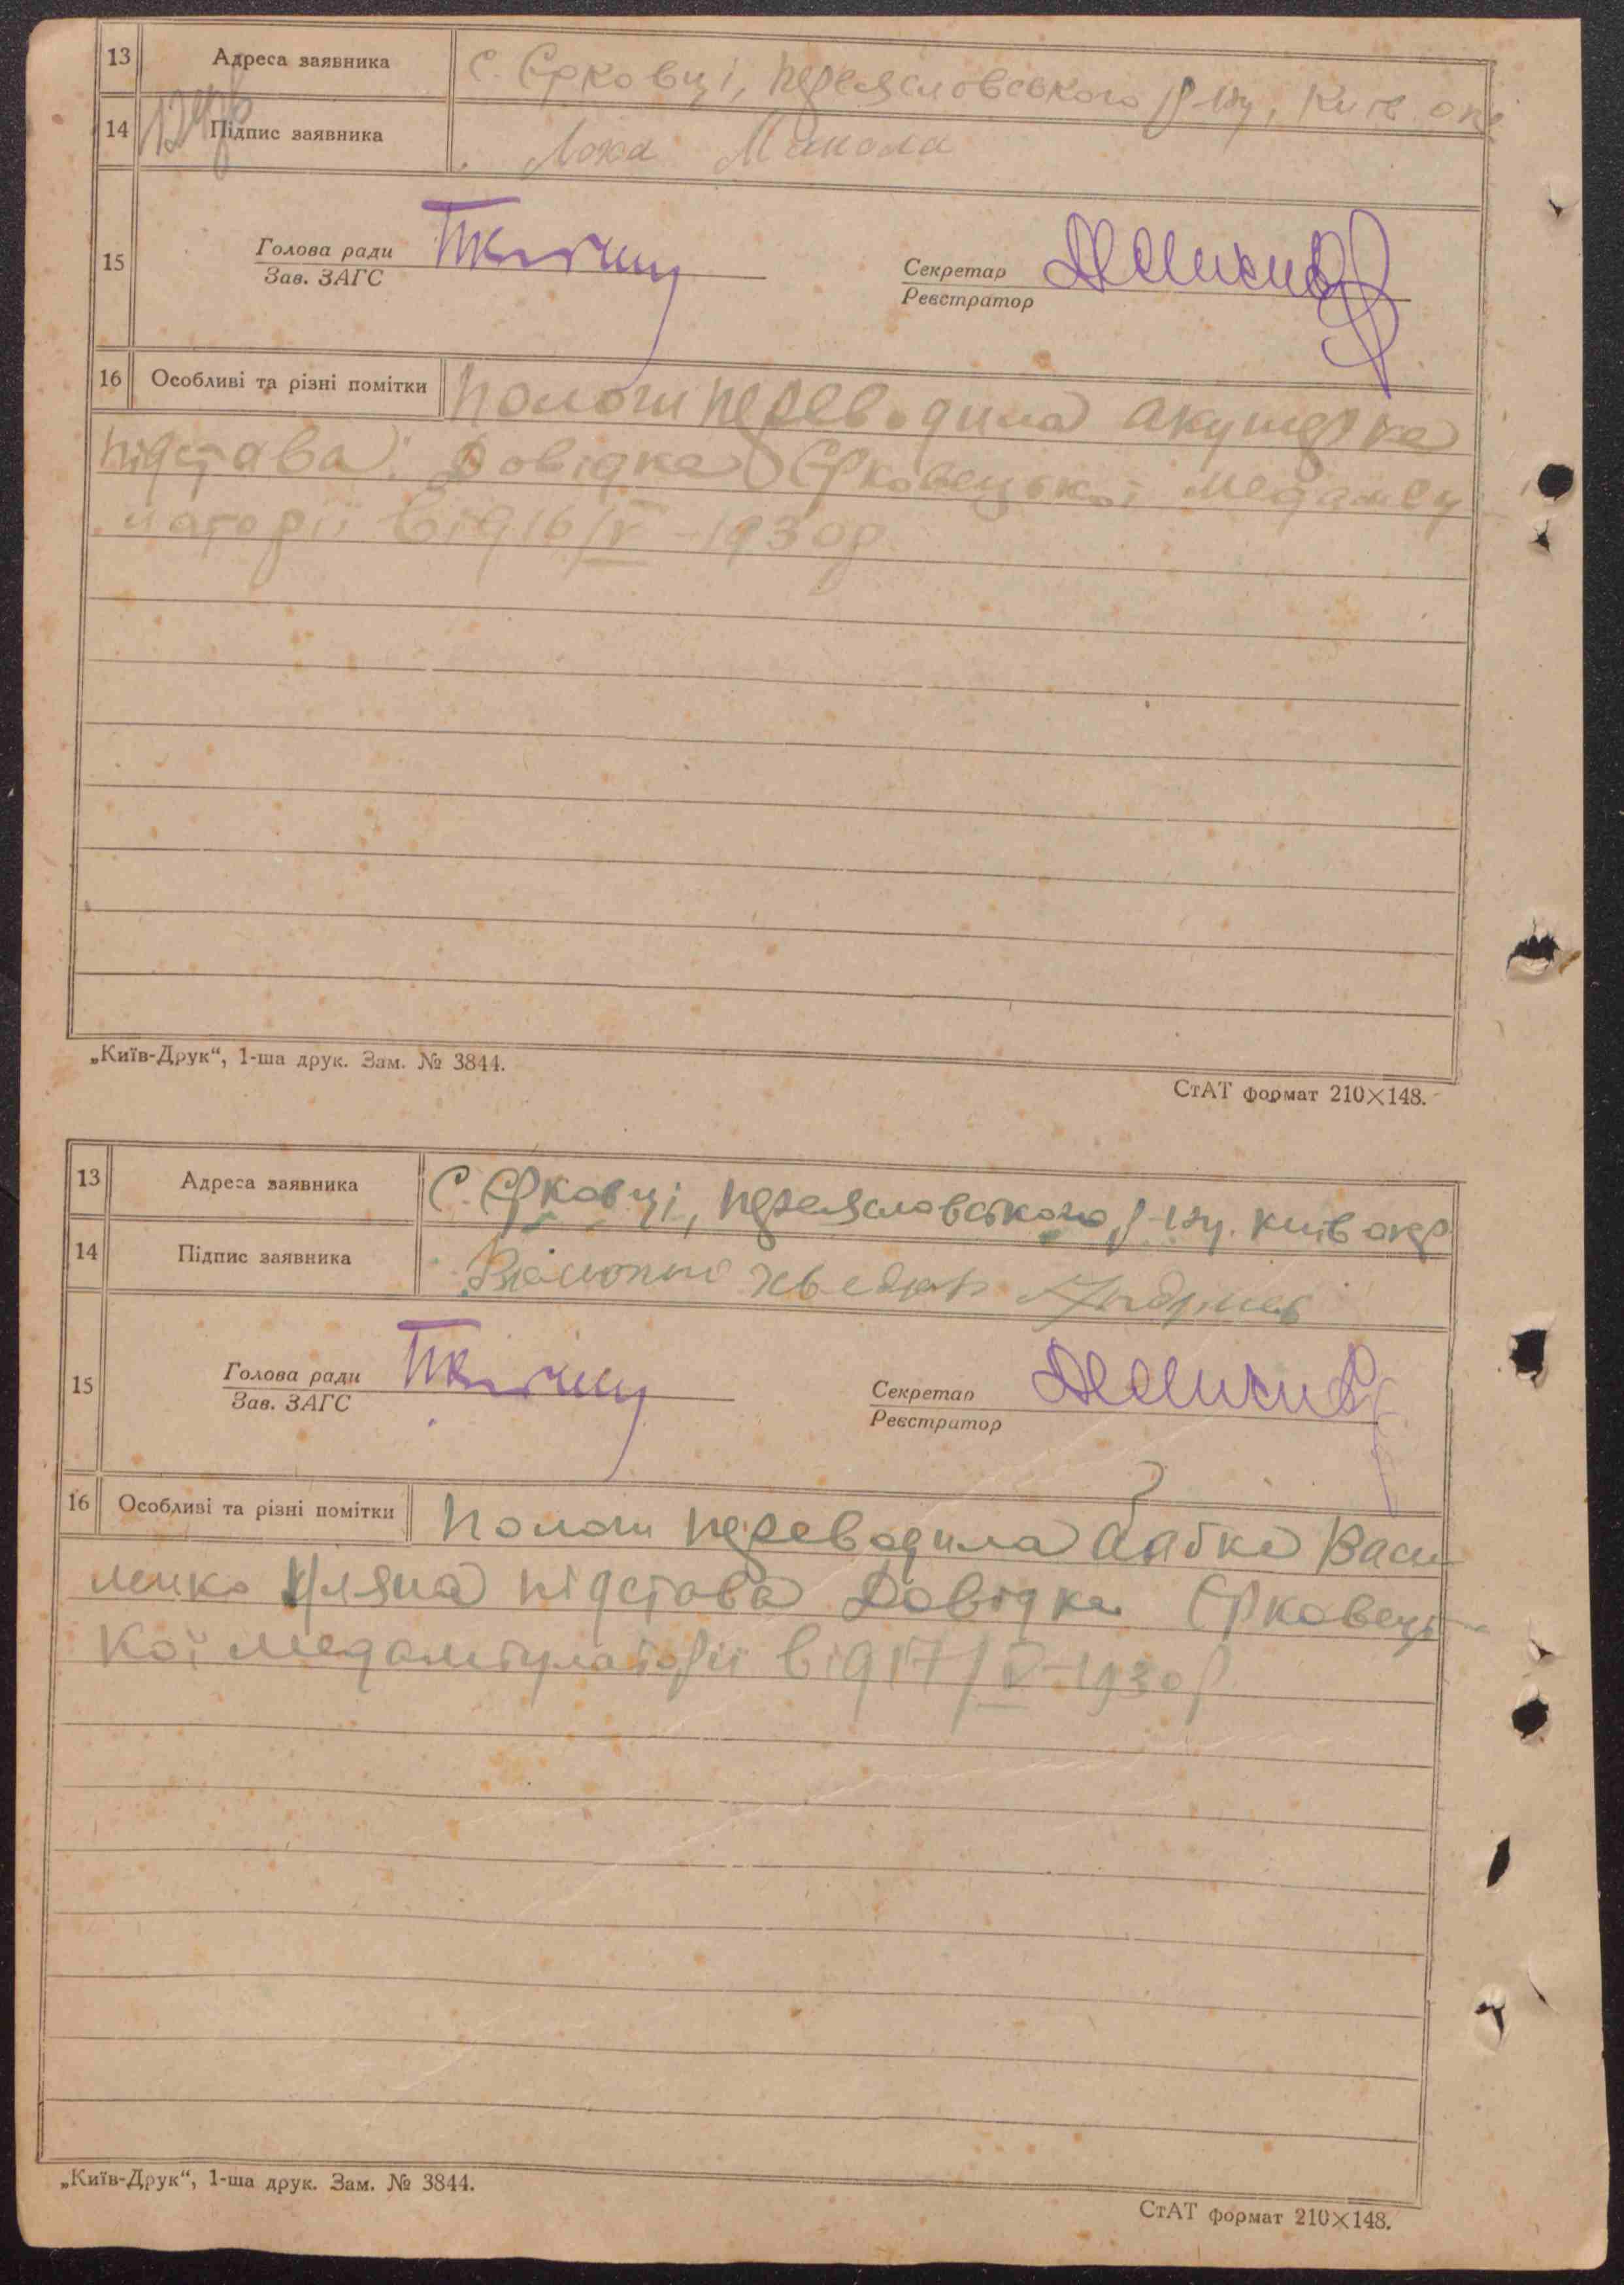 13 Адреса заявника С. Єрковці, Переяславського р-ну, Київ. окр
14 Підпис заявника Лоха Микола
15 Голова ради
Зав. ЗАГС
Секретар
Реєстратор
16 Особливі та різні помітки Пологи переводила акушерка
підстава: Довідка Єрковецької медамбу
латорії від 16/IV-1930р
„Київ-Друк“, 1-ша друк. Зам. № 3844.
СтАТ формат 210×148.
13 Адреса заявника С. Єрковці, Переяславського р-ну. Київ окр
14 Підпис заявника
15 Голова ради
Зав. ЗАГС
Секретар
Реєстратор
16 Особливі та різні помітки Пологи переводила бабка Васи
ленко Уляна підстава Довідка Єрковець-
кої медамбулаторії від 17/V-1930р
„Київ-Друк“, 1-ша друк. Зам. № 3844.
СтАТ формат 210×148.